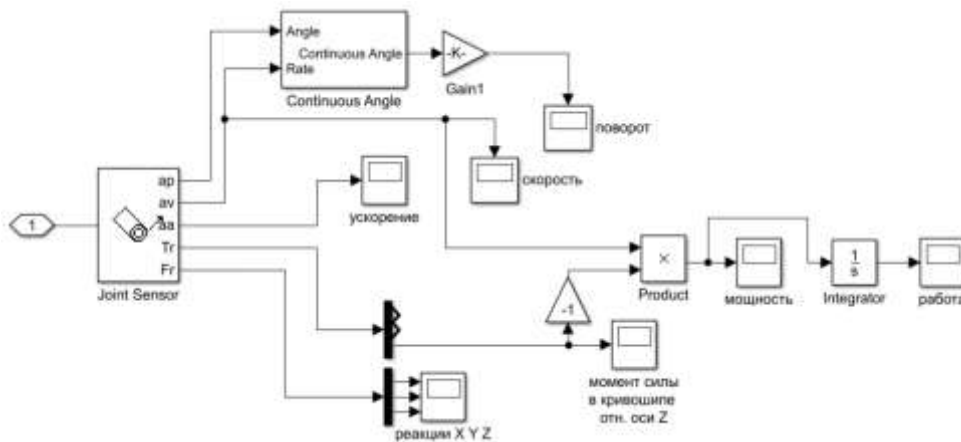 Angle
Continuous Angle
Rate
Continuous Angle
-K-
Gain1
поворот
скорость
ускорение
1
ap
av
aa
Tr
Fr
Joint Sensor
×
Product
мощность
1
s
Integrator
работа
-1
момент силы
в кривошипе
отн. оси Z
реакции X Y Z